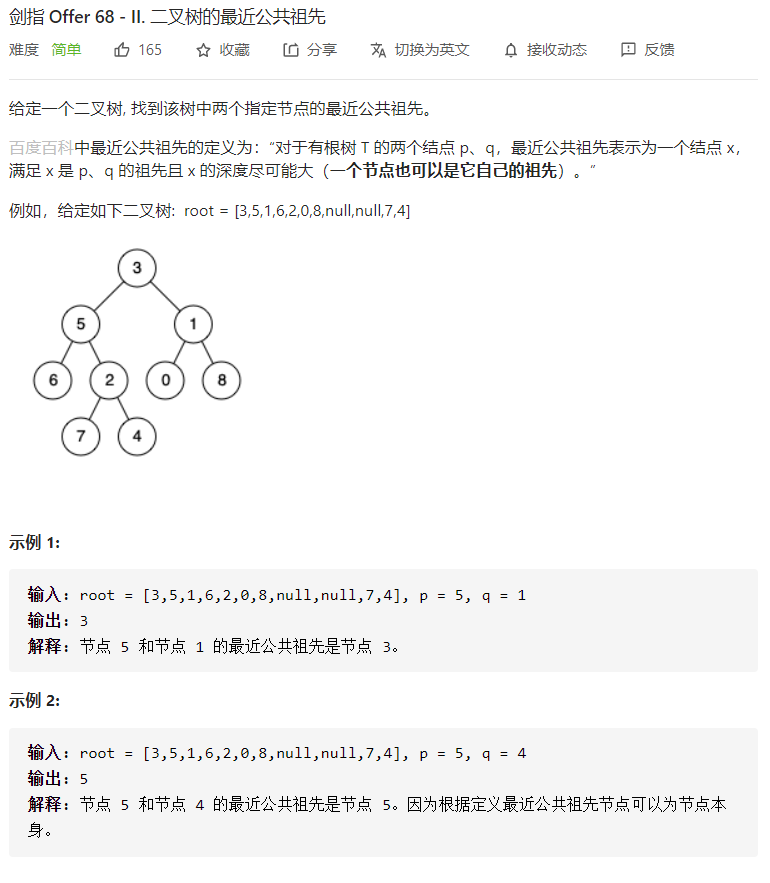 剑指 Offer 68 - II. 二叉树的最近公共祖先
难度 简单 165 收藏 分享 切换为英文 接收动态 反馈
给定一个二叉树, 找到该树中两个指定节点的最近公共祖先。
百度百科中最近公共祖先的定义为：“对于有根树 T 的两个结点 p、q，最近公共祖先表示为一个结点 x，
满足 x 是 p、q 的祖先且 x 的深度尽可能大（一个节点也可以是它自己的祖先）。”
例如，给定如下二叉树: root = [3,5,1,6,2,0,8,null,null,7,4]
3
5 1
6 2 0 8
7 4
示例 1:
输入: root = [3,5,1,6,2,0,8,null,null,7,4], p = 5, q = 1
输出: 3
解释: 节点 5 和节点 1 的最近公共祖先是节点 3。
示例 2:
输入: root = [3,5,1,6,2,0,8,null,null,7,4], p = 5, q = 4
输出: 5
解释: 节点 5 和节点 4 的最近公共祖先是节点 5。因为根据定义最近公共祖先节点可以为节点本
身。